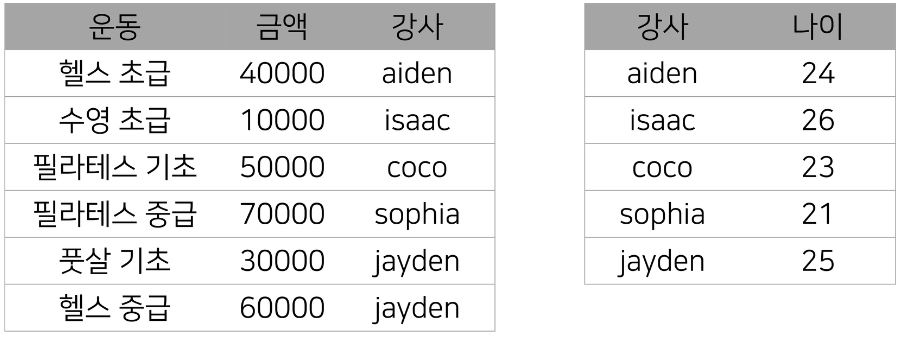 운동 금액 강사
헬스 초급 40000 aiden
수영 초급 10000 isaac
필라테스 기초 50000 coco
필라테스 중급 70000 sophia
풋살 기초 30000 jayden
헬스 중급 60000 jayden
강사 나이
aiden 24
isaac 26
coco 23
sophia 21
jayden 25